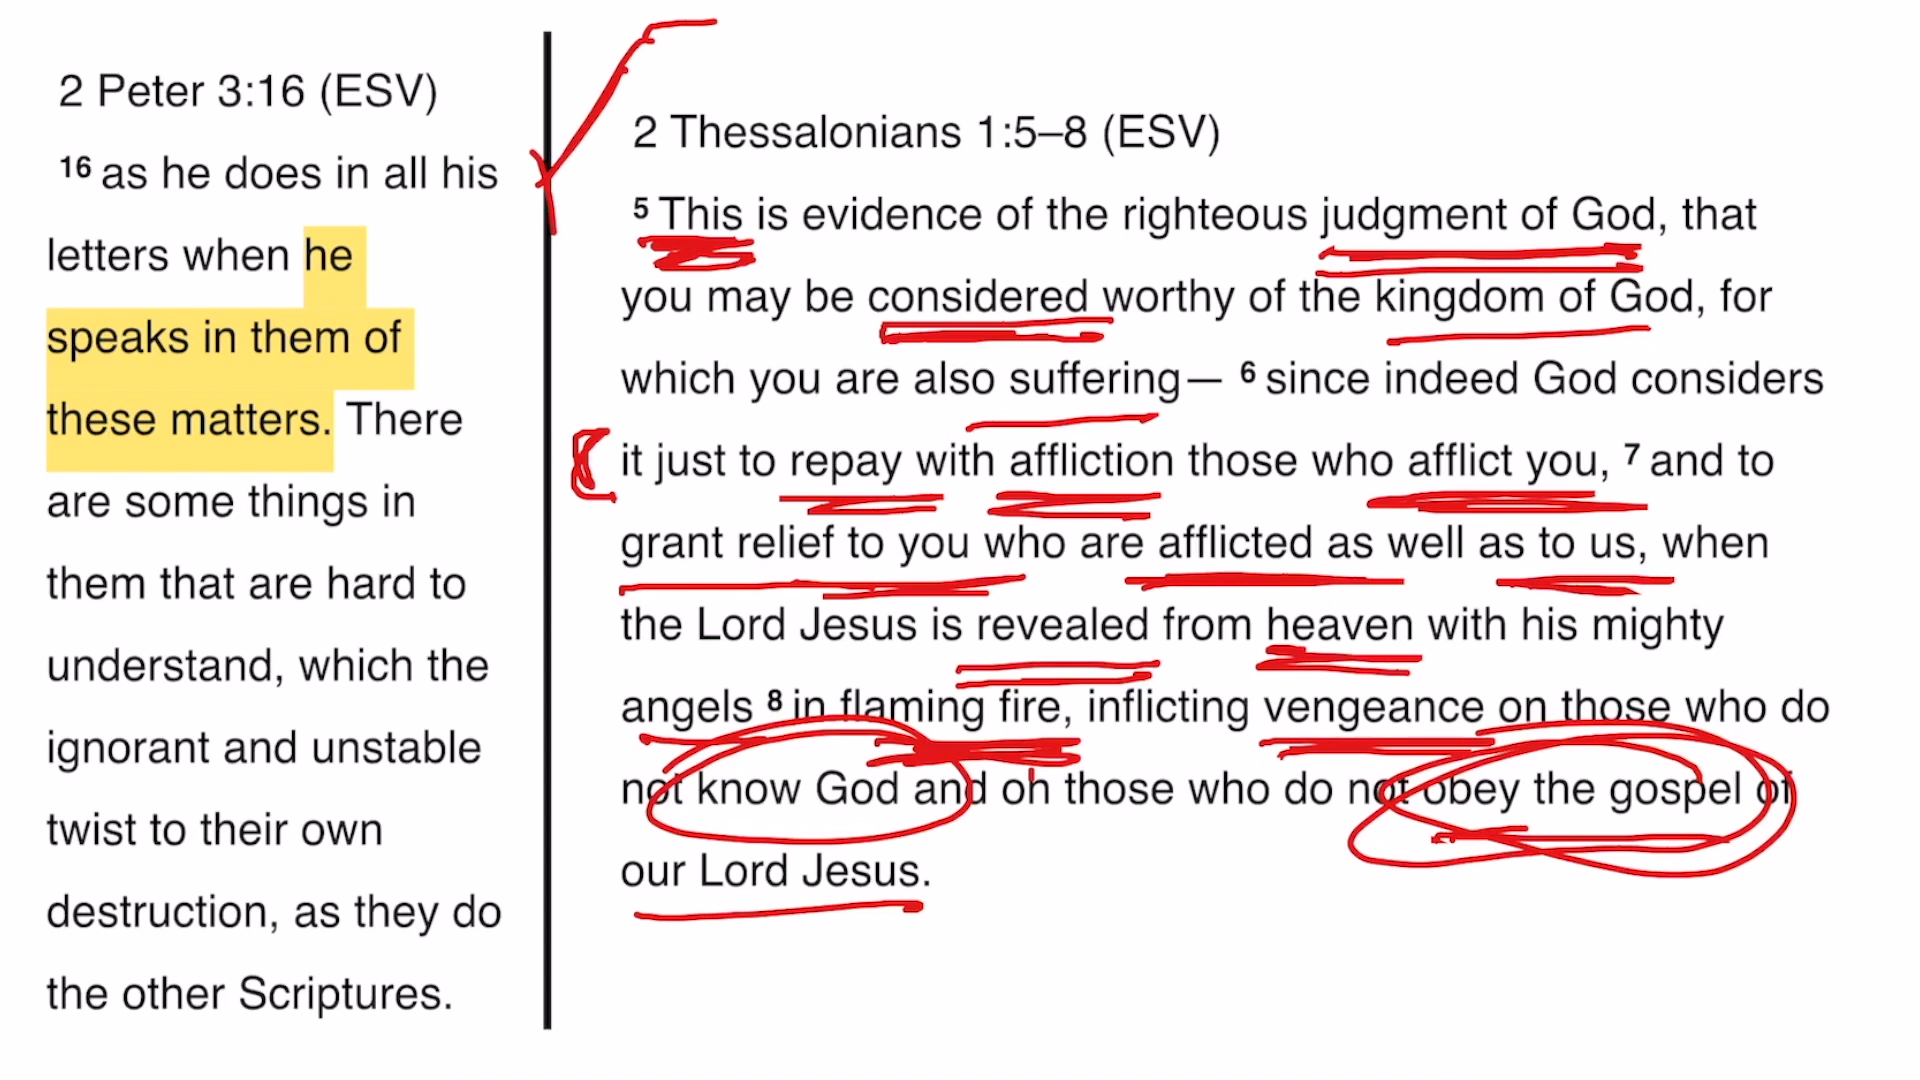 2 Peter 3:16 (ESV)
16 as he does in all his
letters when he
speaks in them of
these matters. There
are some things in
them that are hard to
understand, which the
ignorant and unstable
twist to their own
destruction, as they do
the other Scriptures.
2 Thessalonians 1:5–8 (ESV)
5 This is evidence of the righteous judgment of God, that
you may be considered worthy of the kingdom of God, for
which you are also suffering— 6 since indeed God considers
it just to repay with affliction those who afflict you, 7 and to
grant relief to you who are afflicted as well as to us, when
the Lord Jesus is revealed from heaven with his mighty
angels 8 in flaming fire, inflicting vengeance on those who do
not know God and on those who do not obey the gospel of
our Lord Jesus.